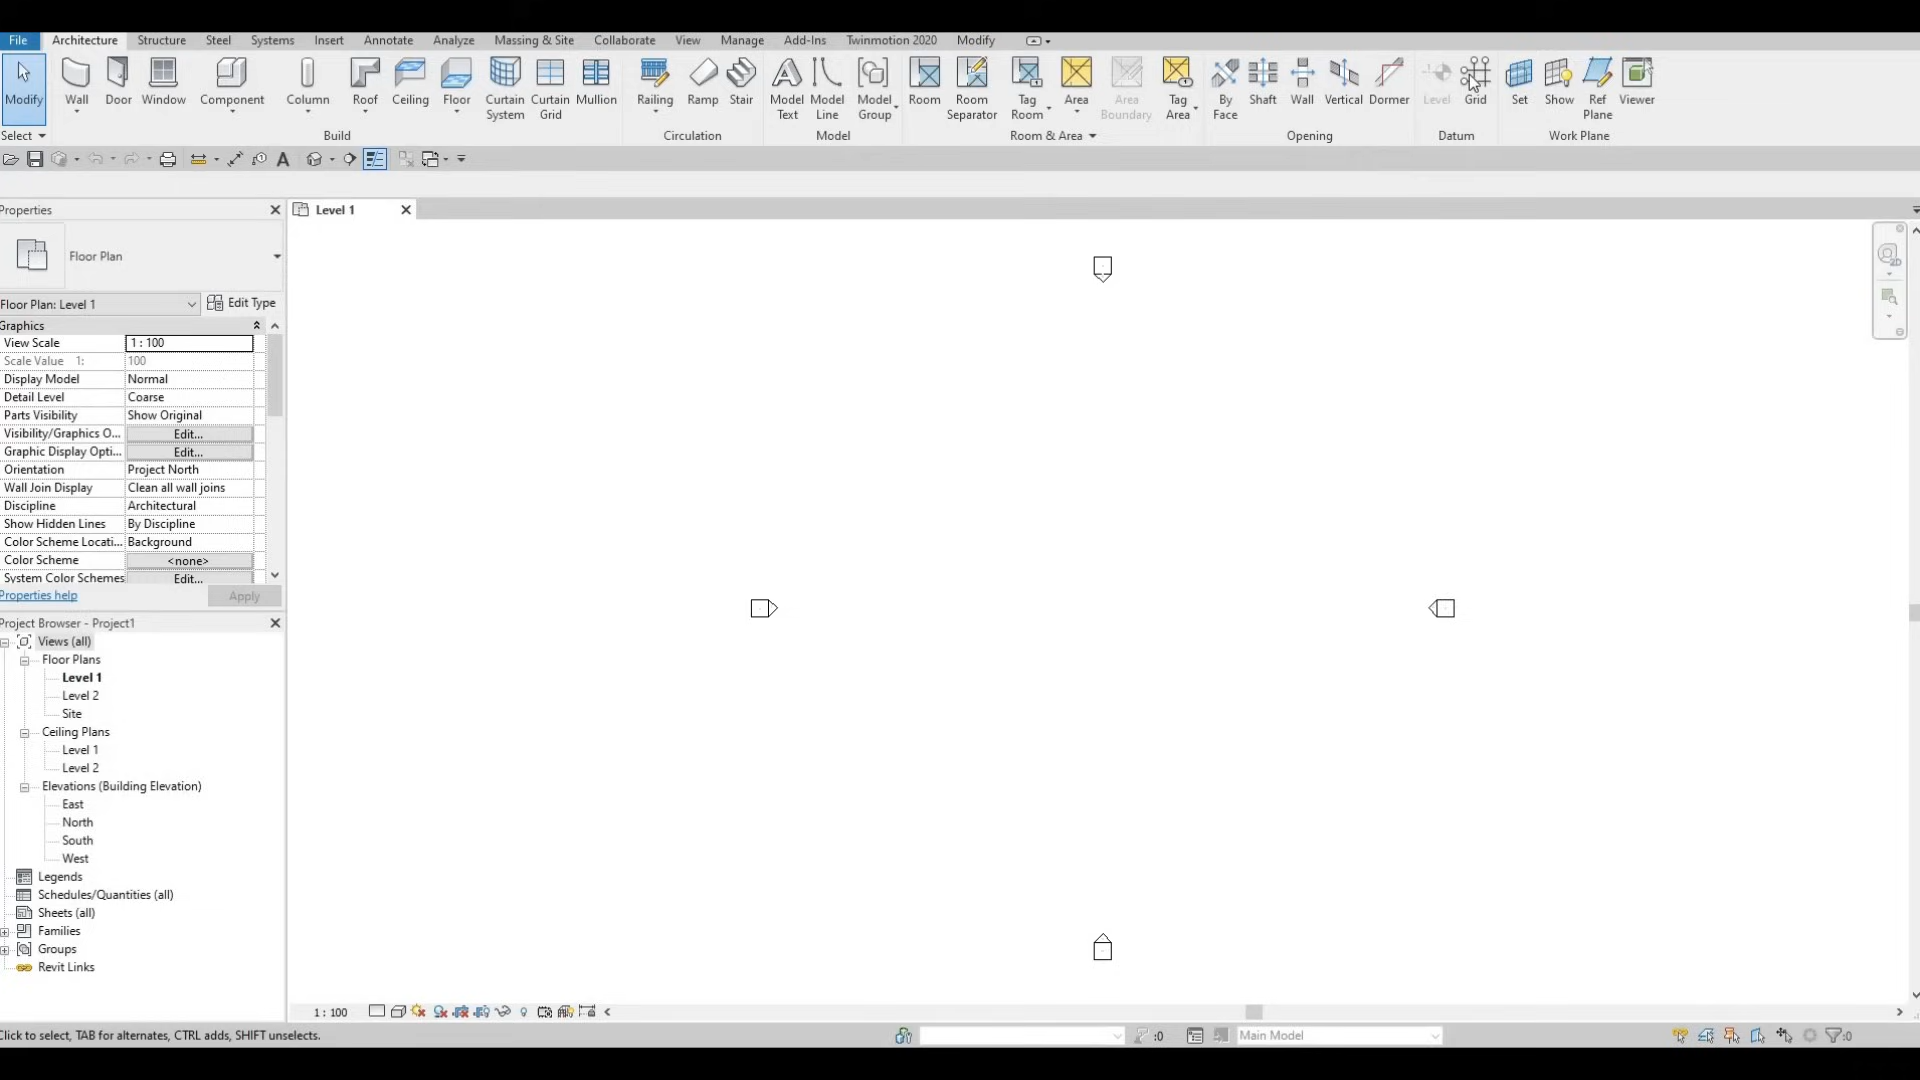 File Architecture Structure Steel Systems Insert Annotate Analyze Massing & Site Collaborate View Manage Add-Ins Twinmotion 2020 Modify
Modify Wall Door Window Component Column Roof Ceiling Floor Curtain System Curtain Grid Mullion Railing Ramp Stair Model Text Model Line Model Group Room Room Separator Tag Room Area Area Boundary Tag Area By Face Shaft Wall Vertical Dormer Level Grid Set Show Ref Plane Viewer
Select Build Circulation Model Room & Area Opening Datum Work Plane
Properties
Level 1
Floor Plan
Floor Plan: Level 1 Edit Type
Graphics
View Scale 1 : 100
Scale Value 1: 100
Display Model Normal
Detail Level Coarse
Parts Visibility Show Original
Visibility/Graphics O... Edit...
Graphic Display Opti... Edit...
Orientation Project North
Wall Join Display Clean all wall joins
Discipline Architectural
Show Hidden Lines By Discipline
Color Scheme Locati... Background
Color Scheme <none>
System Color Schemes Edit...
Properties help Apply
Project Browser - Project1
Views (all)
Floor Plans
Level 1
Level 2
Site
Ceiling Plans
Level 1
Level 2
Elevations (Building Elevation)
East
North
South
West
Legends
Schedules/Quantities (all)
Sheets (all)
Families
Groups
Revit Links
1 : 100
Click to select, TAB for alternates, CTRL adds, SHIFT unselects. :0 Main Model :0